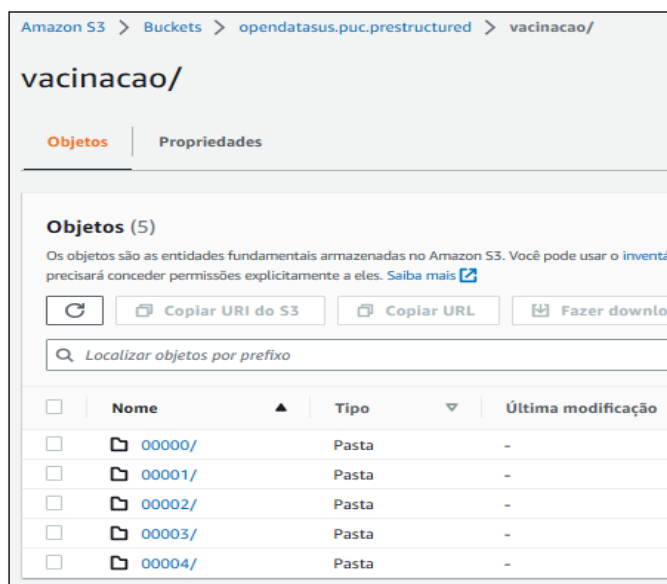 Amazon S3 > Buckets > opendatasus.puc.prestructured > vacinacao/
vacinacao/
Objetos Propriedades
Objetos (5)
Os objetos são as entidades fundamentais armazenadas no Amazon S3. Você pode usar o
precisará conceder permissões explicitamente a eles. Saiba mais
Copiar URI do S3 Copiar URL Fazer
Localizar objetos por prefixo
Nome Tipo Última modificação
00000/ Pasta -
00001/ Pasta -
00002/ Pasta -
00003/ Pasta -
00004/ Pasta -